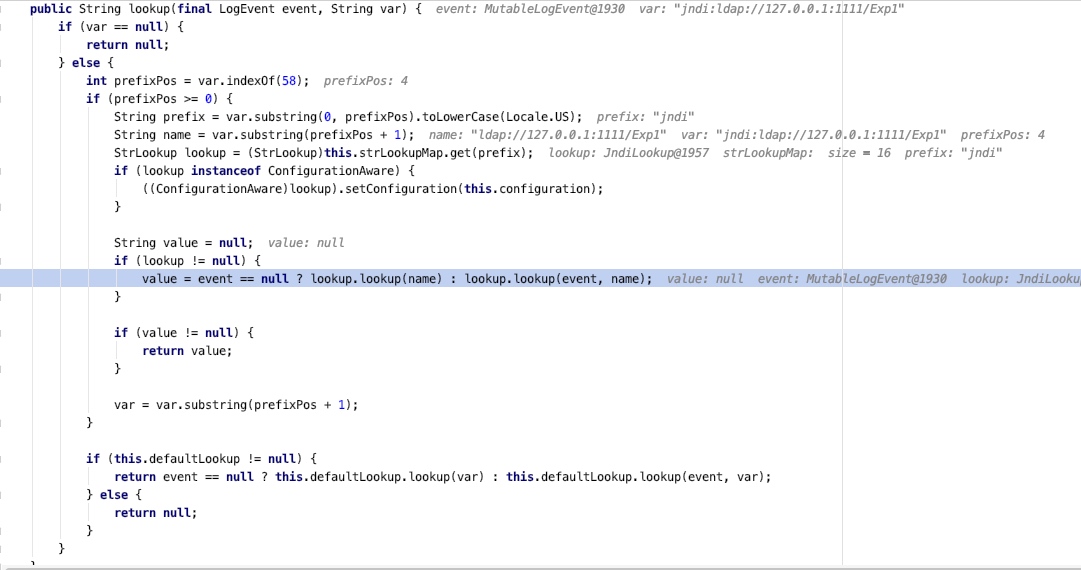 public String lookup(final LogEvent event, String var) {  event: MutableLogEvent@1930  var: "jndi:ldap://127.0.0.1:1111/Exp1"
if (var == null) {
return null;
} else {
int prefixPos = var.indexOf(58);  prefixPos: 4
if (prefixPos >= 0) {
String prefix = var.substring(0, prefixPos).toLowerCase(Locale.US);  prefix: "jndi"
String name = var.substring(prefixPos + 1);  name: "ldap://127.0.0.1:1111/Exp1"  var: "jndi:ldap://127.0.0.1:1111/Exp1"  prefixPos: 4
StrLookup lookup = (StrLookup)this.strLookupMap.get(prefix);  lookup: JndiLookup@1957  strLookupMap:  size = 16  prefix: "jndi"
if (lookup instanceof ConfigurationAware) {
((ConfigurationAware)lookup).setConfiguration(this.configuration);
}
String value = null;  value: null
if (lookup != null) {
value = event == null ? lookup.lookup(name) : lookup.lookup(event, name);  value: null  event: MutableLogEvent@1930  lookup: JndiLooku
}
if (value != null) {
return value;
}
var = var.substring(prefixPos + 1);
}
if (this.defaultLookup != null) {
return event == null ? this.defaultLookup.lookup(var) : this.defaultLookup.lookup(event, var);
} else {
return null;
}
}
}